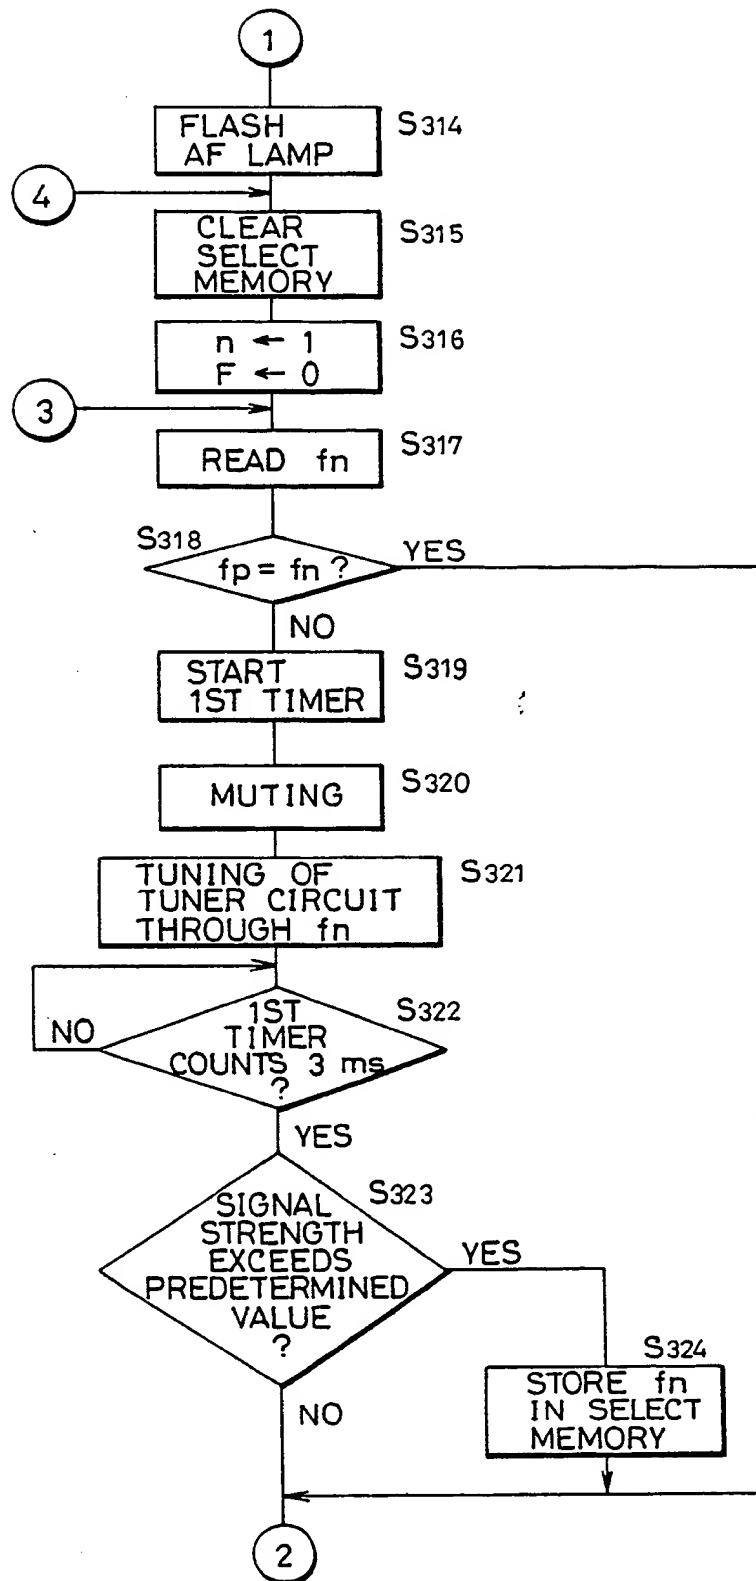 1
FLASH
AF LAMP
S314
4
CLEAR
SELECT
MEMORY
S315
n ← 1
F ← 0
S316
3
READ fn
S317
S318
fp = fn ?
YES
NO
START
1ST TIMER
S319
MUTING
S320
TUNING OF
TUNER CIRCUIT
THROUGH fn
S321
1ST
TIMER
COUNTS 3 ms
?
S322
NO
YES
SIGNAL
STRENGTH
EXCEEDS
PREDETERMINED
VALUE
?
S323
YES
S324
STORE fn
IN SELECT
MEMORY
NO
2